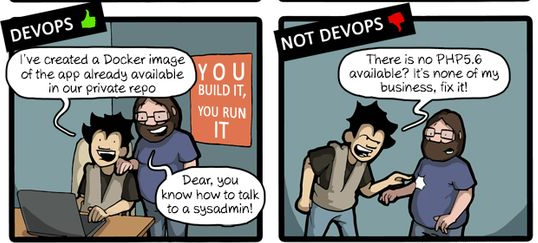 DEVOPS
I've created a Docker image
of the app already available
in our private repo
YOU
BUILD IT,
YOU RUN
IT
Dear, you
know how to talk
to a sysadmin!
NOT DEVOPS
There is no PHP5.6
available? It's none of my
business, fix it!